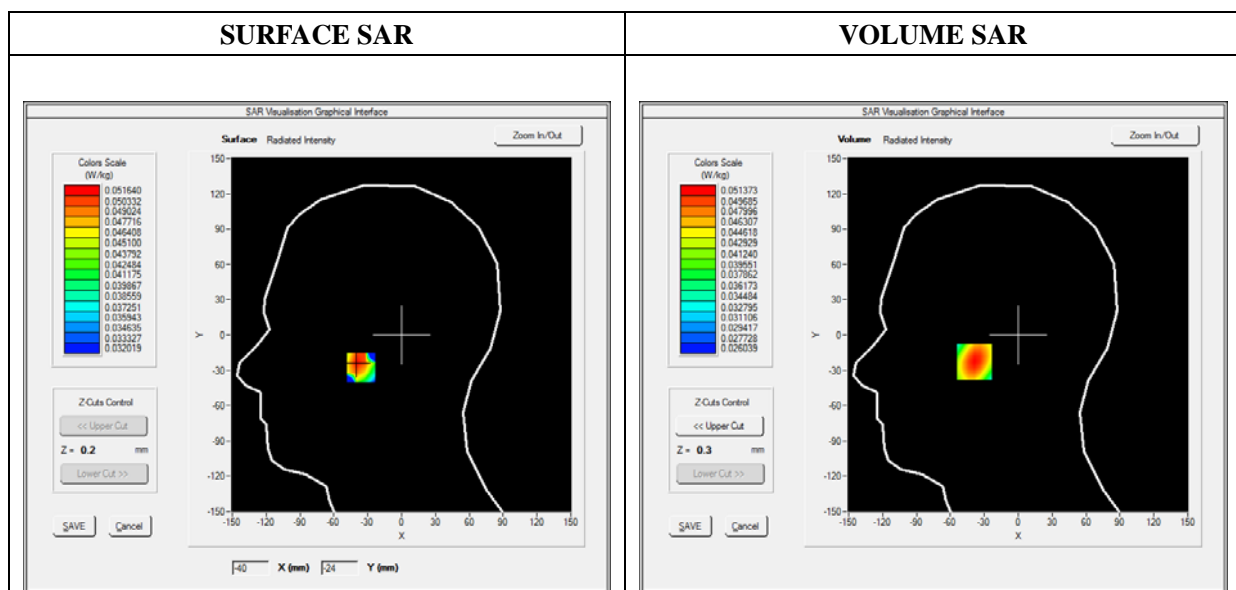 SURFACE SAR
VOLUME SAR
SAR Visualisation Graphical Interface
Surface Radiated Intensity
Zoom In/Out
Colors Scale
(W/kg)
0.051640
0.050332
0.049024
0.047716
0.046408
0.045100
0.043792
0.042484
0.041175
0.039867
0.038559
0.037251
0.035943
0.034635
0.033327
0.032019
Z-Cuts Control
<< Upper Cut
Z = 0.2 mm
Lower Cut >>
SAVE Cancel
150
120
90
60
30
0
-30
-60
-90
-120
-150
Y
-150 -120 -90 -60 -30 0 30 60 90 120 150
X
-40 X (mm) -24 Y (mm)
SAR Visualisation Graphical Interface
Volume Radiated Intensity
Zoom In/Out
Colors Scale
(W/kg)
0.051373
0.049685
0.047996
0.046307
0.044618
0.042929
0.041240
0.039551
0.037862
0.036173
0.034484
0.032795
0.031106
0.029417
0.027728
0.026039
Z-Cuts Control
<< Upper Cut
Z = 0.3 mm
Lower Cut >>
SAVE Cancel
150
120
90
60
30
0
-30
-60
-90
-120
-150
Y
-150 -120 -90 -60 -30 0 30 60 90 120 150
X